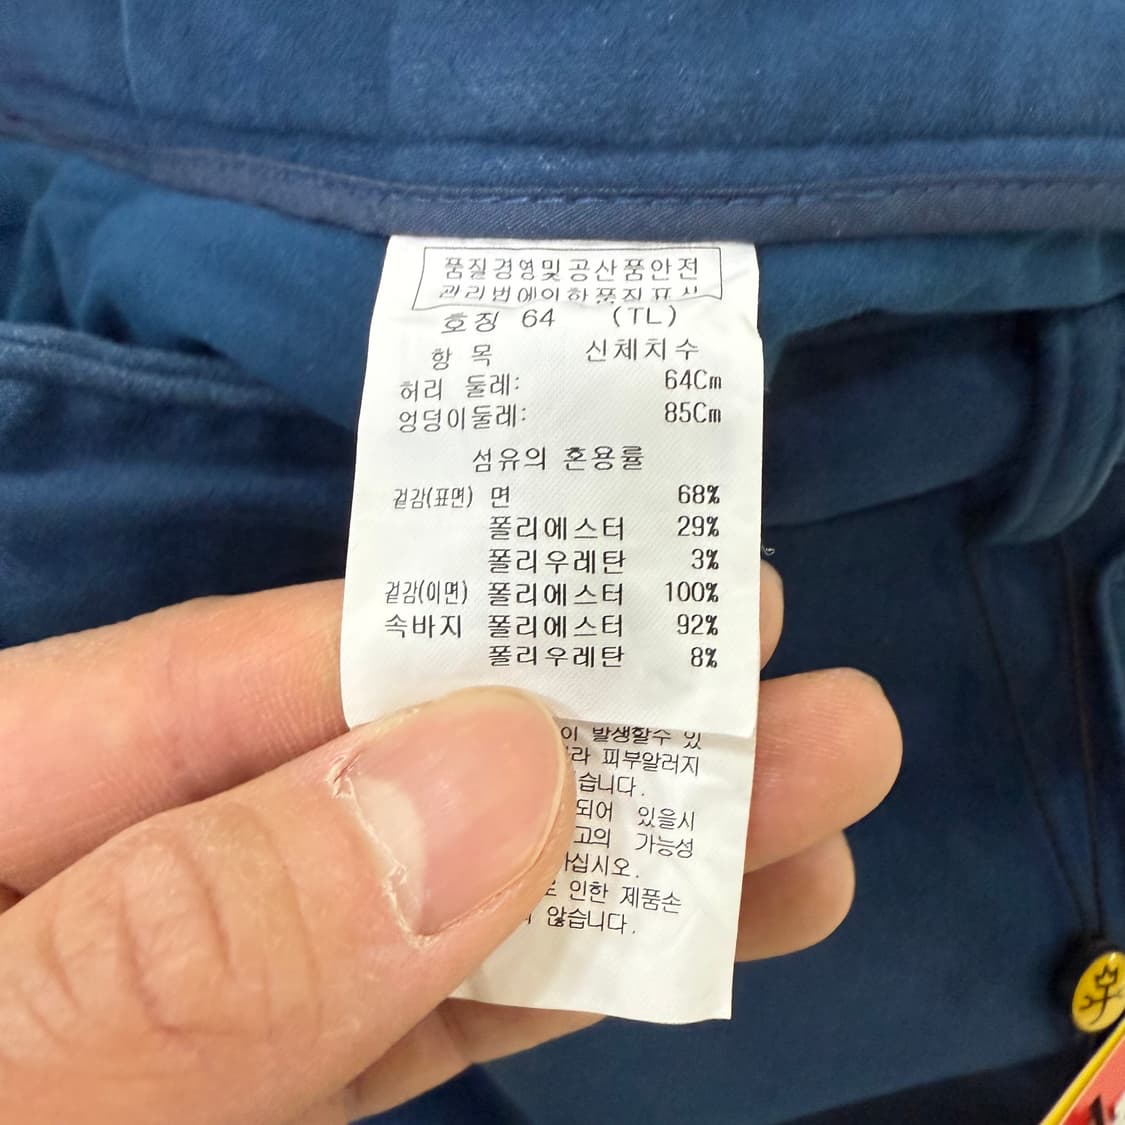 품질경영및공산품안전
관리법에의한품질표시
호칭 64 (TL)
항 목 신체치수
허리 둘레: 64Cm
엉덩이둘레: 85Cm
섬유의 혼용률
겉감(표면) 면 68%
폴리에스터 29%
폴리우레탄 3%
겉감(이면) 폴리에스터 100%
속바지 폴리에스터 92%
폴리우레탄 8%
이 발생할수 있
라 피부알러지
습니다.
되어 있을시
고의 가능성
하십시오.
로 인한 제품손
않습니다.